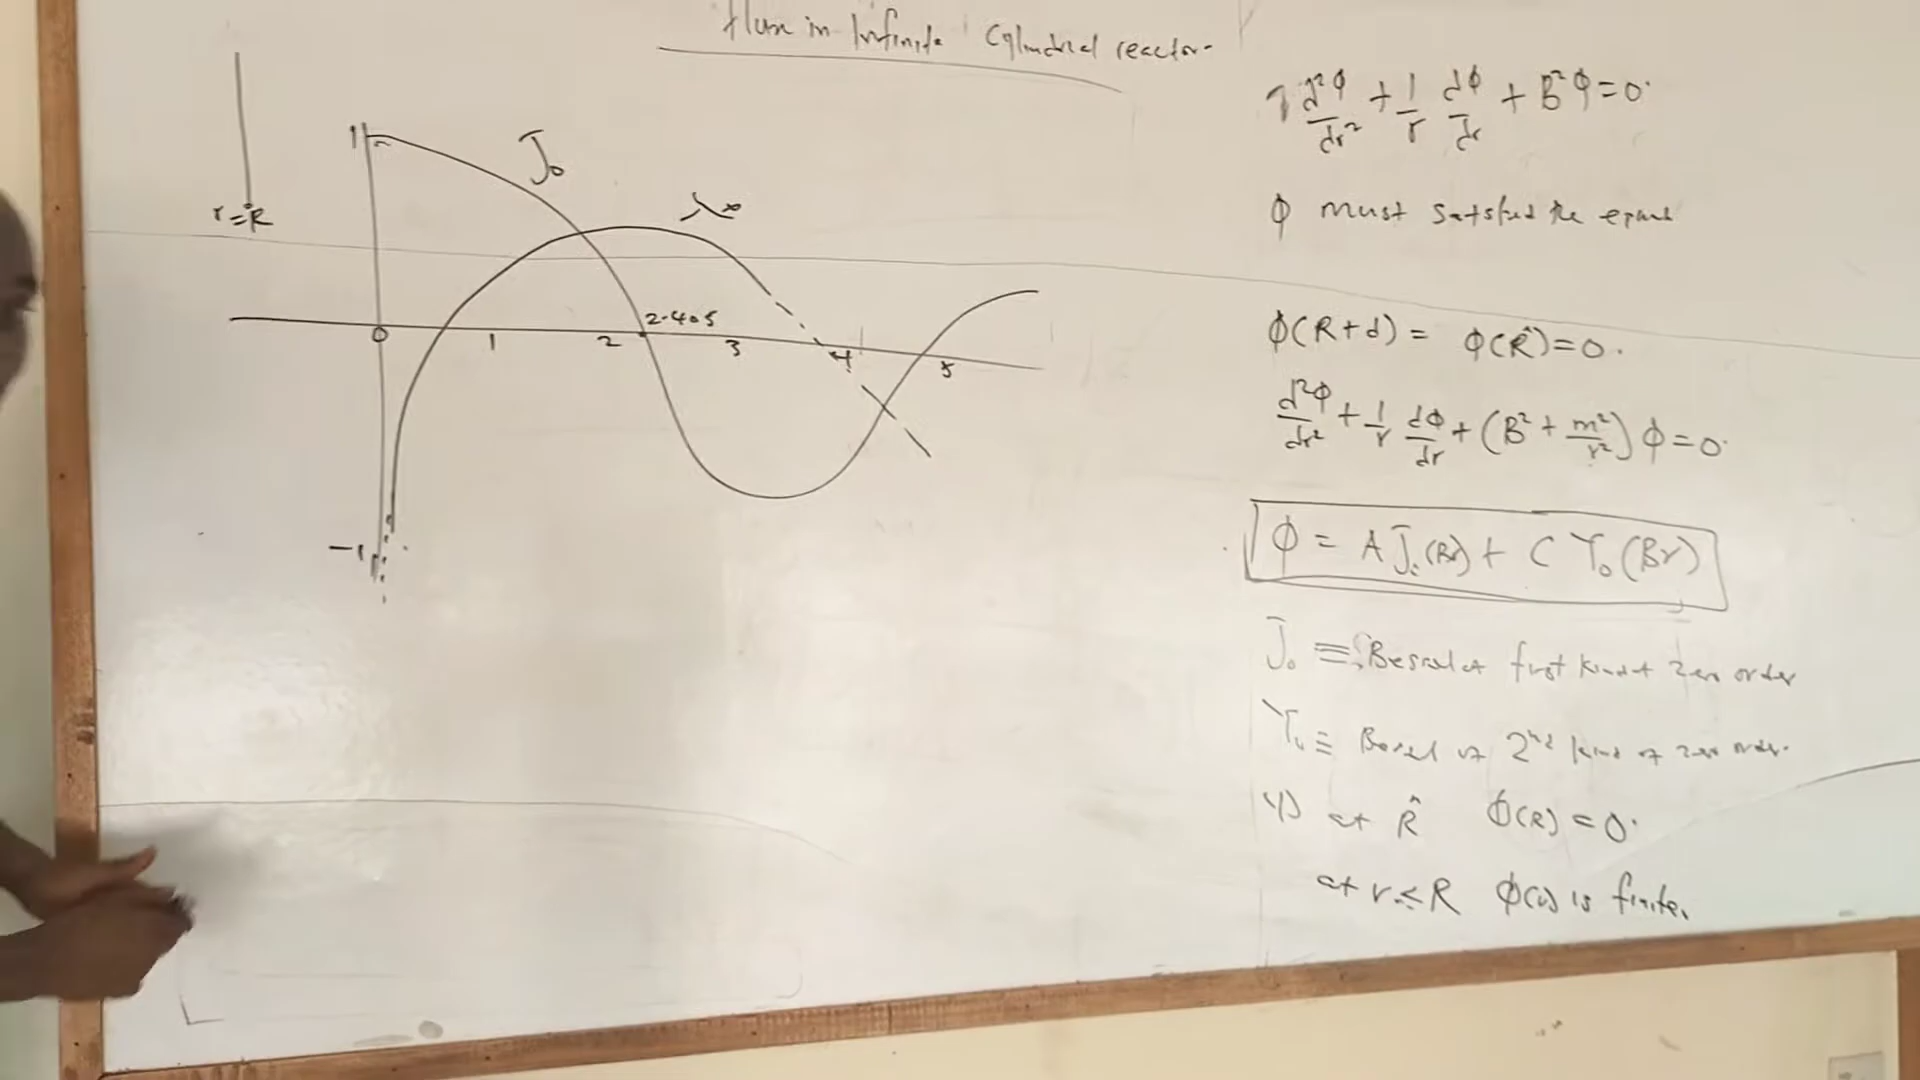 Flux in Infinite Cylindrical reactor
r=R
1
J₀
Y₀
0 1 2 2.405 3 4 5
-1
d²ϕ/dr² + 1/r dϕ/dr + B²ϕ=0.
ϕ must satisfied the
ϕ(R+d) = ϕ(R̂)=0.
d²ϕ/dr² + 1/r dϕ/dr + (B² + m²/r²) ϕ=0.
ϕ = A J₀(Br) + C Y₀(Br)
J₀ ≡ Bessel of first kind of zero order
Y₀ ≡ Bessel of 2nd kind of zero order.
1) at R̂ ϕ(R) = 0.
at r ≤ R ϕ(r) is finite.